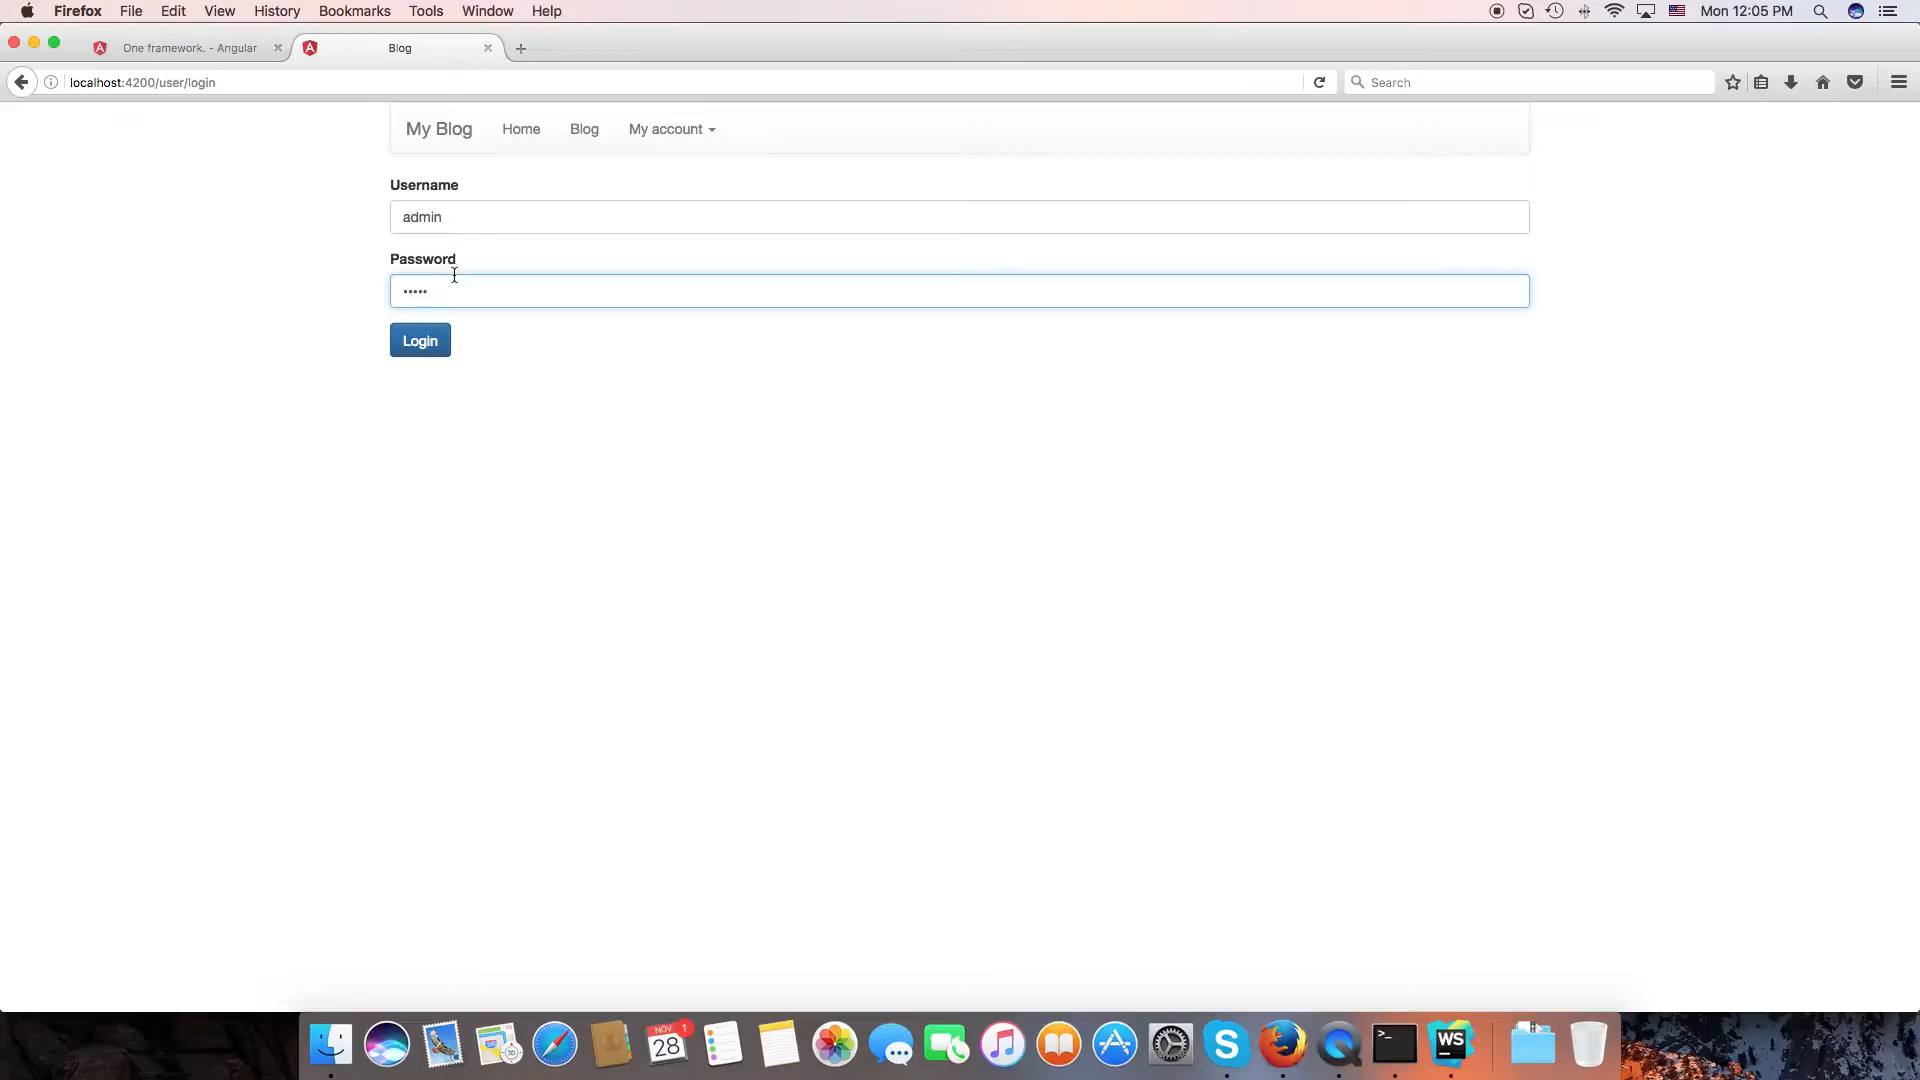 Firefox File Edit View History Bookmarks Tools Window Help Mon 12:05 PM
One framework. - Angular Blog
localhost:4200/user/login Search
My Blog Home Blog My account
Username
admin
Password
•••••
Login
NOV 1
28
WS